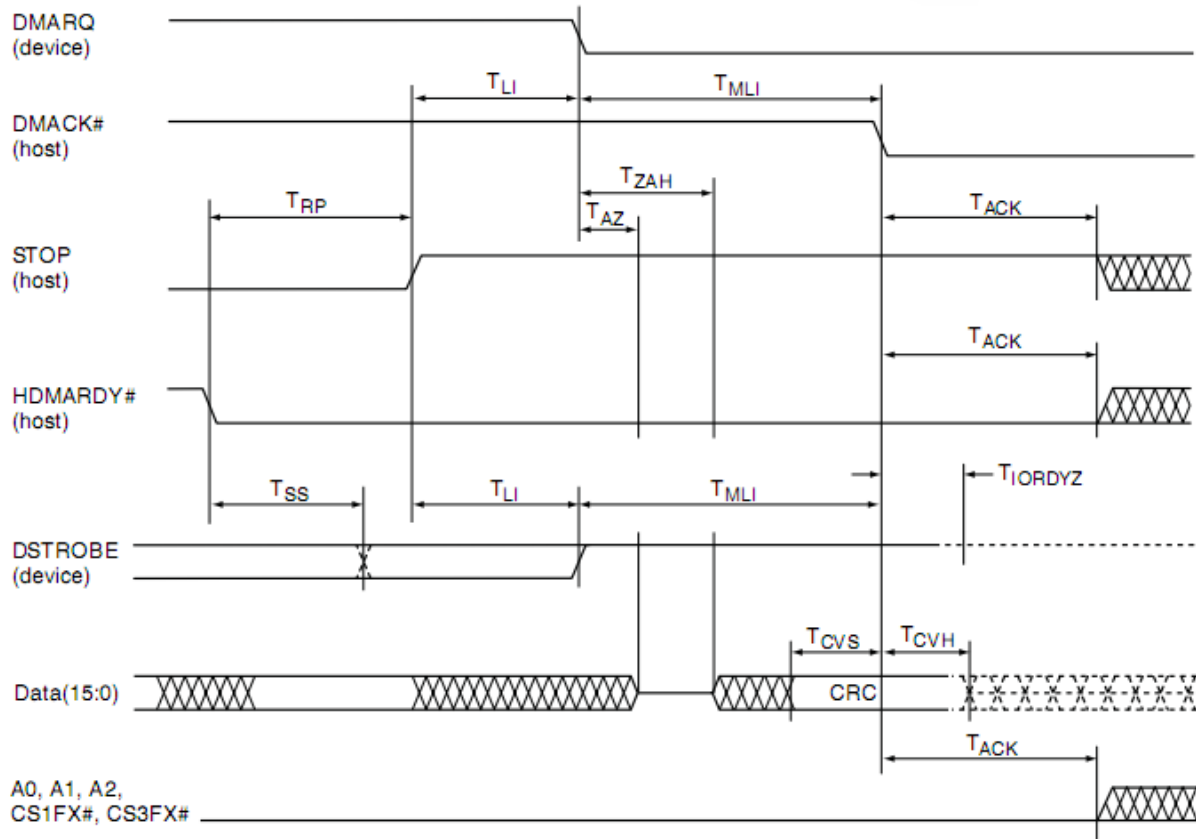 DMARQ
(device)
TLI
TMLI
DMACK#
(host)
TZAH
TRP
TAZ
TACK
STOP
(host)
TACK
HDMARDY#
(host)
TIORDYZ
TSS
TLI
TMLI
DSTROBE
(device)
TCVS
TCVH
Data(15:0)
CRC
TACK
A0, A1, A2,
CS1FX#, CS3FX#